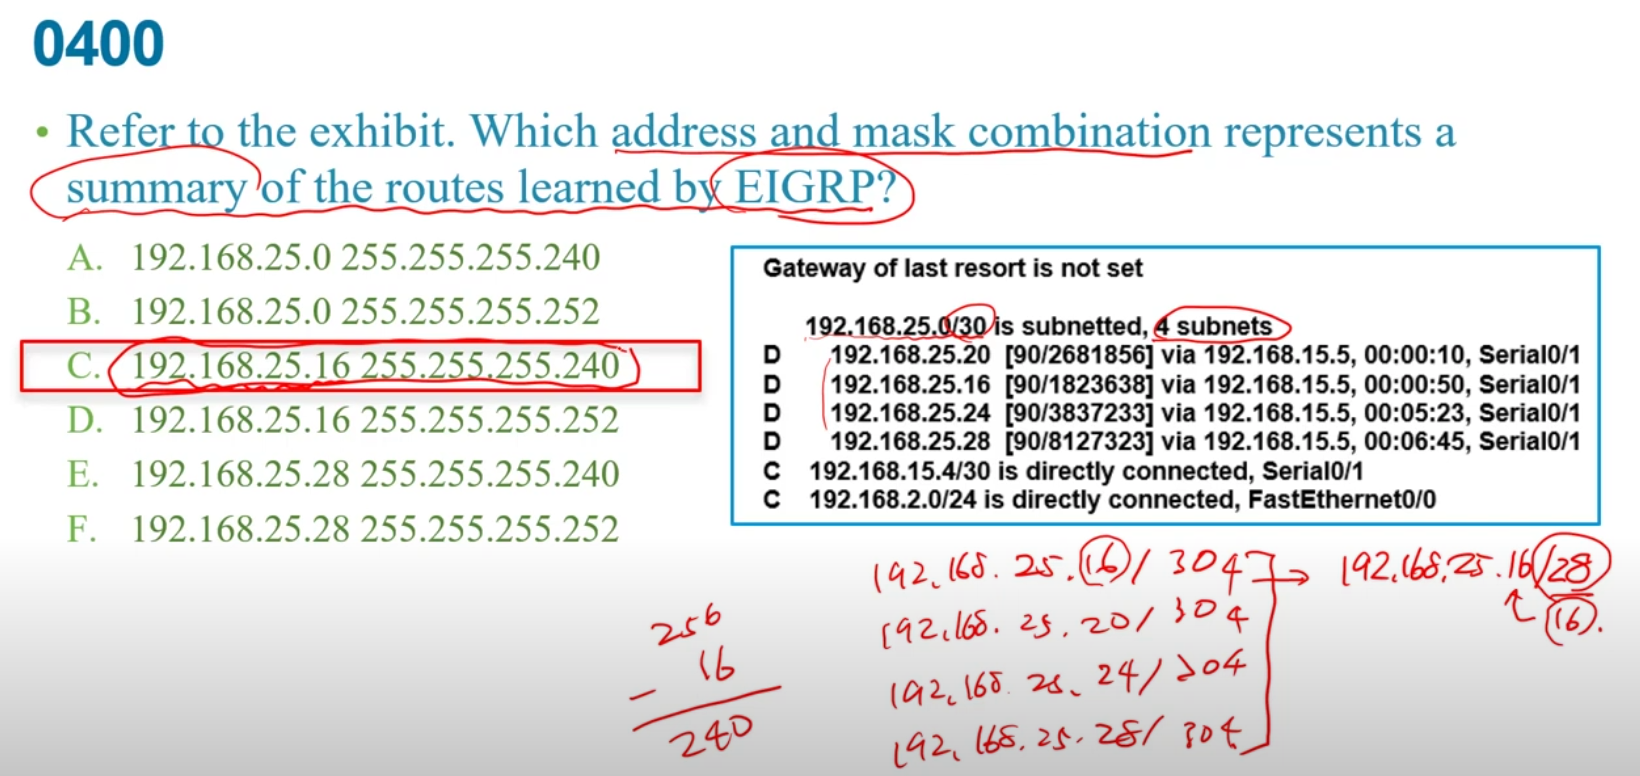 0400
• Refer to the exhibit. Which address and mask combination represents a
summary of the routes learned by EIGRP?
A. 192.168.25.0 255.255.255.240
B. 192.168.25.0 255.255.255.252
C. 192.168.25.16 255.255.255.240
D. 192.168.25.16 255.255.255.252
E. 192.168.25.28 255.255.255.240
F. 192.168.25.28 255.255.255.252
Gateway of last resort is not set
192.168.25.0/30 is subnetted, 4 subnets
D 192.168.25.20 [90/2681856] via 192.168.15.5, 00:00:10, Serial0/1
D 192.168.25.16 [90/1823638] via 192.168.15.5, 00:00:50, Serial0/1
D 192.168.25.24 [90/3837233] via 192.168.15.5, 00:05:23, Serial0/1
D 192.168.25.28 [90/8127323] via 192.168.15.5, 00:06:45, Serial0/1
C 192.168.15.4/30 is directly connected, Serial0/1
C 192.168.2.0/24 is directly connected, FastEthernet0/0
192.168.25.16/30 4 → 192.168.25.16/28
192.168.25.20/30 4
(16).
192.168.25.24/30 4
192.168.25.28/30 4
256
- 16
240